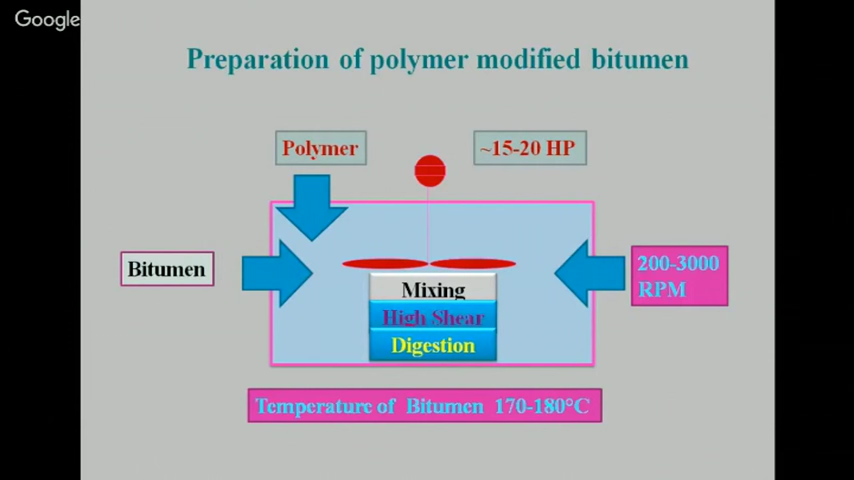 Google
Preparation of polymer modified bitumen
Polymer
~15-20 HP
Bitumen
200-3000
RPM
Mixing
High Shear
Digestion
Temperature of Bitumen 170-180°C